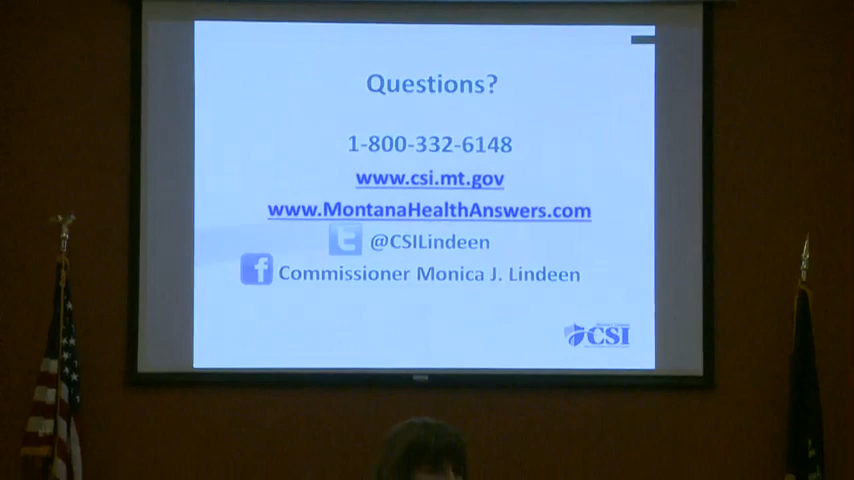 Questions?
1-800-332-6148
www.csi.mt.gov
www.MontanaHealthAnswers.com
@CSILindeen
Commissioner Monica J. Lindeen
CSI